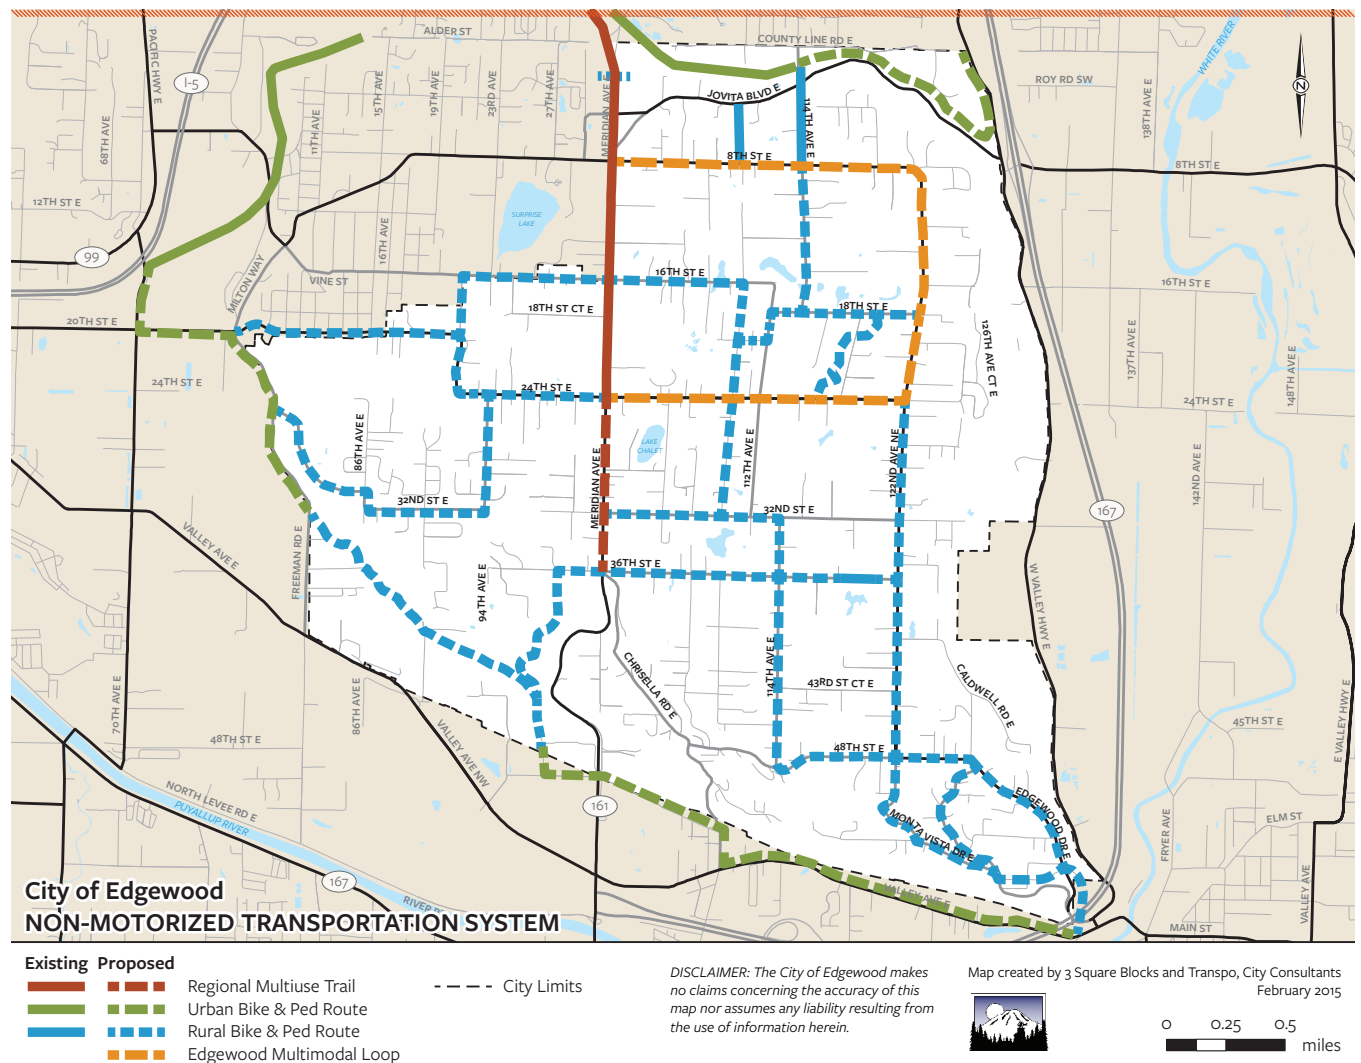 ALDER ST
COUNTY LINE RD E
PACIFIC HWY E
I-5
15TH AVE
19TH AVE
23RD AVE
27TH AVE
MERIDIAN AVE E
JOVITA BLVD E
114TH AVE E
ROY RD SW
138TH AVE E
WHITE RIVER
N
68TH AVE
11TH AVE
8TH ST E
8TH ST E
12TH ST E
16TH AVE
SURPRISE
LAKE
99
MILTON WAY
VINE ST
16TH ST E
16TH ST E
18TH ST CT E
18TH ST E
20TH ST E
126TH AVE CT E
137TH AVE E
148TH AVE E
24TH ST E
24TH ST E
24TH ST E
86TH AVE E
LAKE
CHALET
MERIDIAN AVE E
112TH AVE E
122ND AVE NE
142ND AVE E
32ND ST E
32ND ST E
167
VALLEY AVE E
FREEMAN RD E
94TH AVE E
36TH ST E
W VALLEY HWY E
CHRISELLA RD E
114TH AVE E
43RD ST CT E
CALDWELL RD E
70TH AVE E
86TH AVE E
48TH ST E
VALLEY AVE NW
48TH ST E
45TH ST E
E VALLEY HWY E
NORTH LEVEE RD E
PUYALLUP RIVER
161
EDGEWOOD DR E
MONTA VISTA DR E
FRYER AVE
ELM ST
VALLEY AVE
167
RIVER RD
VALLEY AVE E
MAIN ST
City of Edgewood
NON-MOTORIZED TRANSPORTATION SYSTEM
Existing Proposed
Regional Multiuse Trail
Urban Bike & Ped Route
Rural Bike & Ped Route
Edgewood Multimodal Loop
City Limits
DISCLAIMER: The City of Edgewood makes
no claims concerning the accuracy of this
map nor assumes any liability resulting from
the use of information herein.
Map created by 3 Square Blocks and Transpo, City Consultants
February 2015
0 0.25 0.5
miles